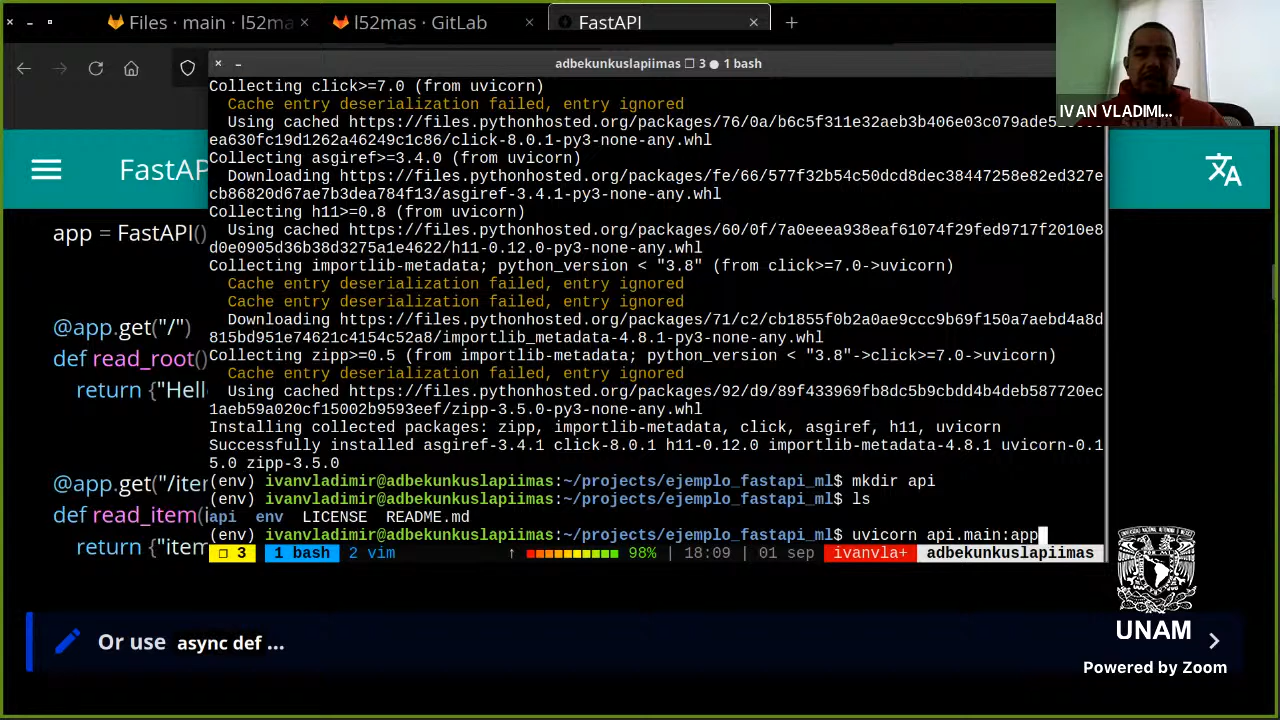 Files · main · l52ma
l52mas · GitLab
FastAPI
adbekunkuslapiimas ❐ 3 ● 1 bash
IVAN VLADIMI...
Collecting click>=7.0 (from uvicorn)
Cache entry deserialization failed, entry ignored
Using cached https://files.pythonhosted.org/packages/76/0a/b6c5f311e32aeb3b406e03c079ade5
ea630fc19d1262a46249c1c86/click-8.0.1-py3-none-any.whl
Collecting asgiref>=3.4.0 (from uvicorn)
Downloading https://files.pythonhosted.org/packages/fe/66/577f32b54c50dcd8dec38447258e82ed327e
cb86820d67ae7b3dea784f13/asgiref-3.4.1-py3-none-any.whl
Collecting h11>=0.8 (from uvicorn)
Using cached https://files.pythonhosted.org/packages/60/0f/7a0eeea938eaf61074f29fed9717f2010e8
d0e0905d36b38d3275a1e4622/h11-0.12.0-py3-none-any.whl
Collecting importlib-metadata; python_version < "3.8" (from click>=7.0->uvicorn)
Cache entry deserialization failed, entry ignored
Cache entry deserialization failed, entry ignored
Downloading https://files.pythonhosted.org/packages/71/c2/cb1855f0b2a0ae9ccc9b69f150a7aebd4a8d
815bd951e74621c4154c52a8/importlib_metadata-4.8.1-py3-none-any.whl
Collecting zipp>=0.5 (from importlib-metadata; python_version < "3.8"->click>=7.0->uvicorn)
Cache entry deserialization failed, entry ignored
Using cached https://files.pythonhosted.org/packages/92/d9/89f433969fb8dc5b9cbdd4b4deb587720ec
1aeb59a020cf15002b9593eef/zipp-3.5.0-py3-none-any.whl
Installing collected packages: zipp, importlib-metadata, click, asgiref, h11, uvicorn
Successfully installed asgiref-3.4.1 click-8.0.1 h11-0.12.0 importlib-metadata-4.8.1 uvicorn-0.1
5.0 zipp-3.5.0
(env) ivanvladimir@adbekunkuslapiimas:~/projects/ejemplo_fastapi_ml$ mkdir api
(env) ivanvladimir@adbekunkuslapiimas:~/projects/ejemplo_fastapi_ml$ ls
api env LICENSE README.md
(env) ivanvladimir@adbekunkuslapiimas:~/projects/ejemplo_fastapi_ml$ uvicorn api.main:app
❐ 3 1 bash 2 vim ↑ 98% | 18:09 | 01 sep ivanvla+ adbekunkuslapiimas
FastAP
app = FastAPI()
@app.get("/")
def read_root()
return {"Hell
@app.get("/iter
def read_item(i
return {"item
Or use async def ...
UNAM
Powered by Zoom